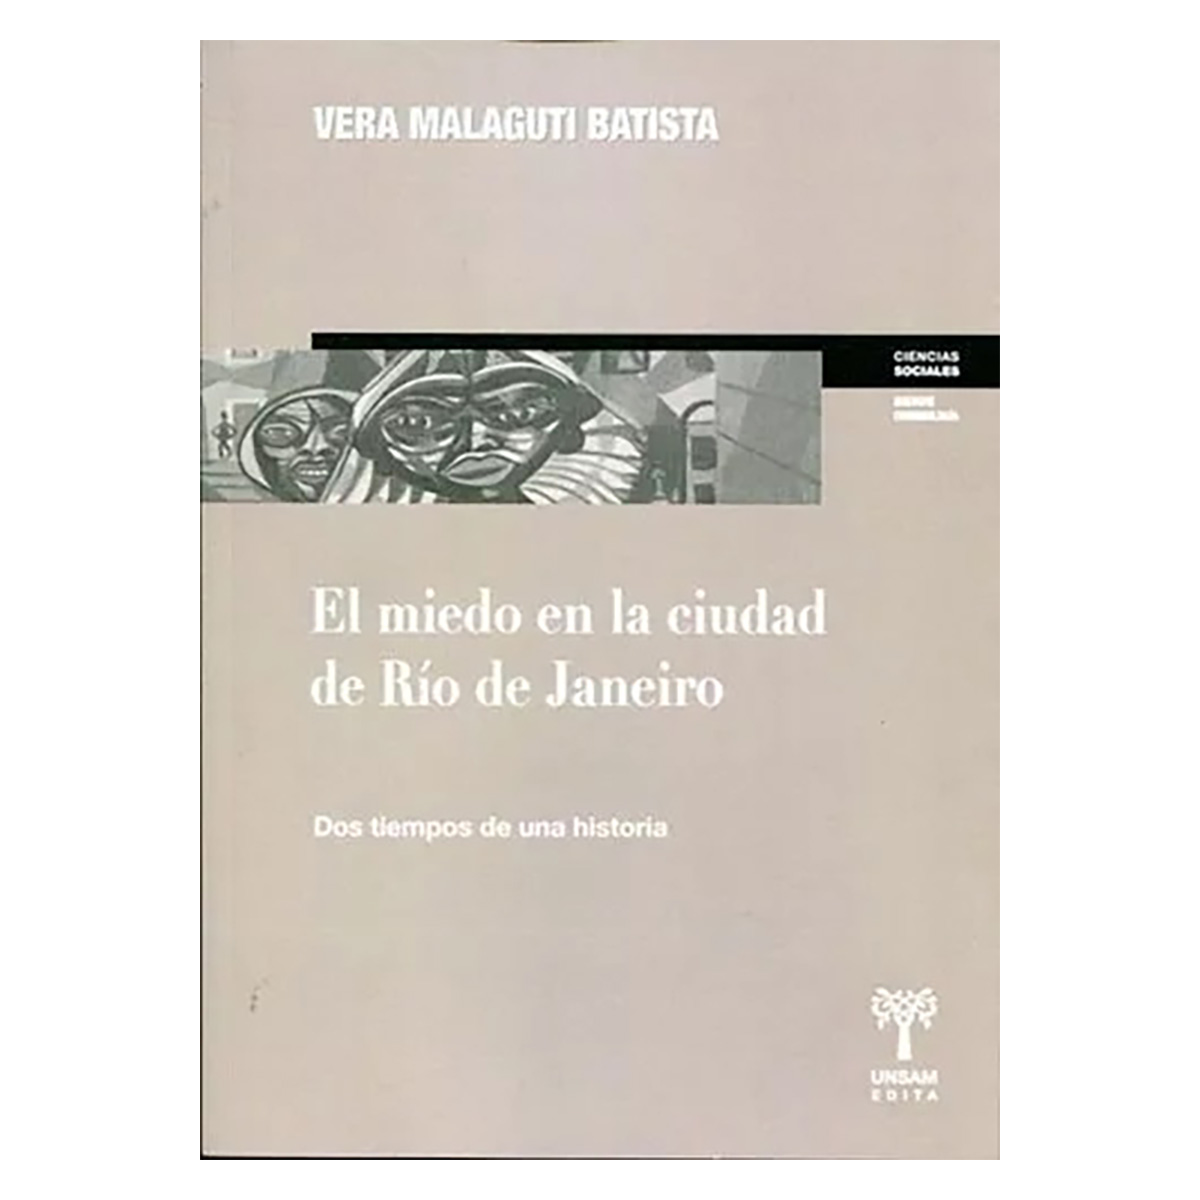 VERA MALAGUTI BATISTA
CIENCIAS
SOCIALES
El miedo en la ciudad
de Río de Janeiro
Dos tiempos de una historia
UNSAM
EDITA